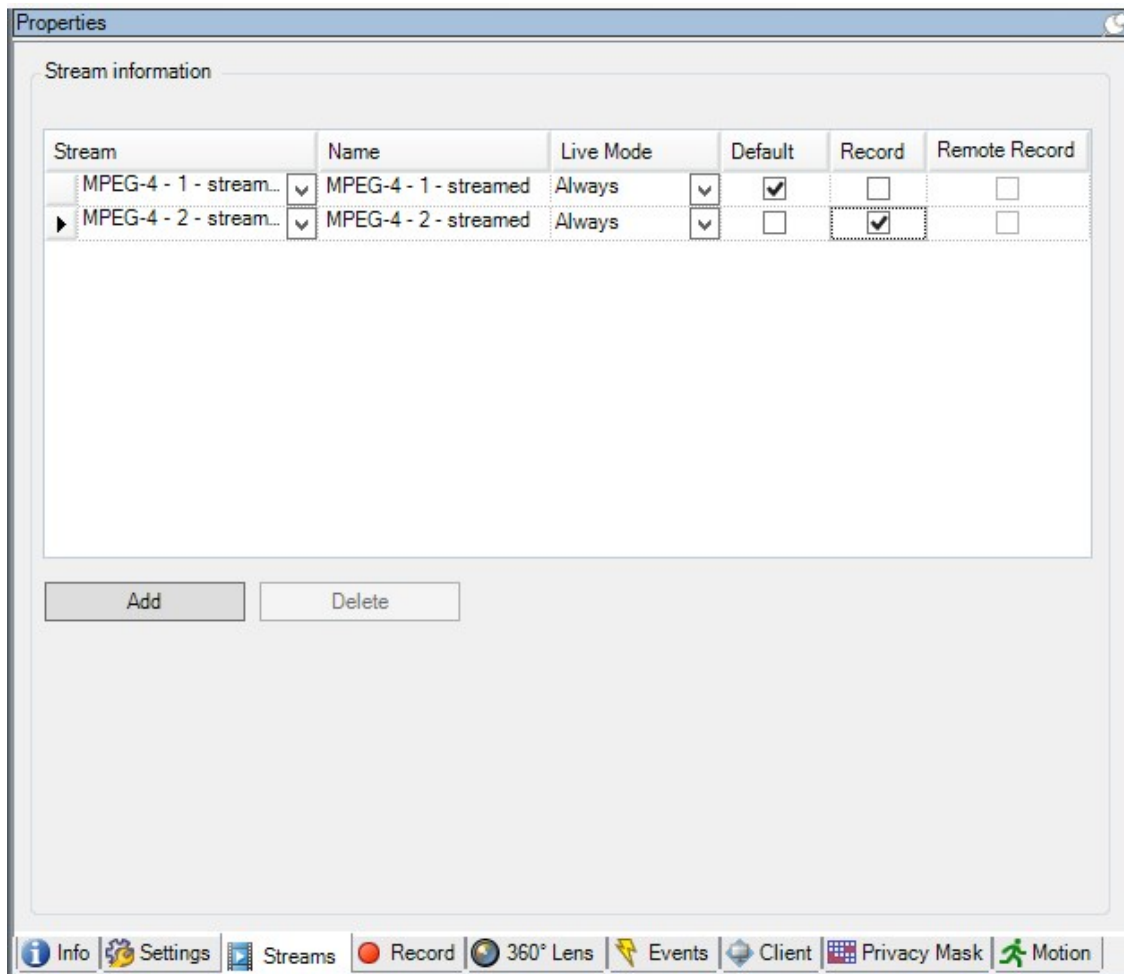 Properties
Stream information
Stream Name Live Mode Default Record Remote Record
MPEG-4 - 1 - stream... MPEG-4 - 1 - streamed Always
MPEG-4 - 2 - stream... MPEG-4 - 2 - streamed Always
Add Delete
Info Settings Streams Record 360° Lens Events Client Privacy Mask Motion